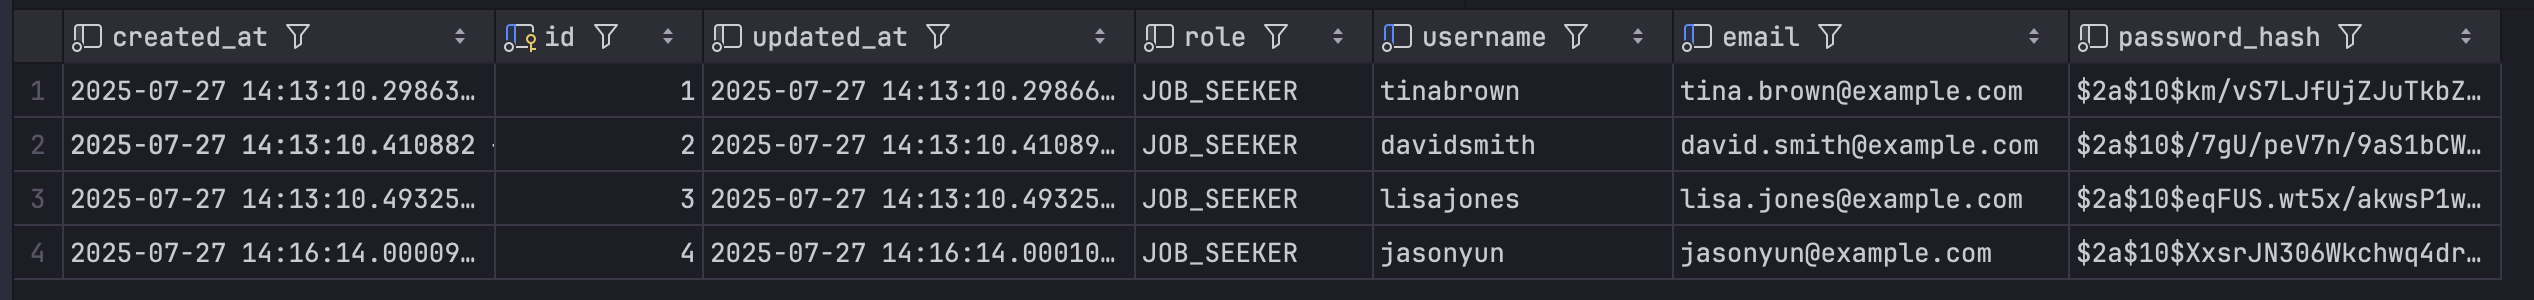 created_at id updated_at role username email password_hash
1 2025-07-27 14:13:10.29863… 1 2025-07-27 14:13:10.29866… JOB_SEEKER tinabrown tina.brown@example.com $2a$10$km/vS7LJfUjZJuTkbZ…
2 2025-07-27 14:13:10.410882 2 2025-07-27 14:13:10.41089… JOB_SEEKER davidsmith david.smith@example.com $2a$10$/7gU/peV7n/9aS1bCW…
3 2025-07-27 14:13:10.49325… 3 2025-07-27 14:13:10.49325… JOB_SEEKER lisajones lisa.jones@example.com $2a$10$eqFUS.wt5x/akwsP1w…
4 2025-07-27 14:16:14.00009… 4 2025-07-27 14:16:14.00010… JOB_SEEKER jasonyun jasonyun@example.com $2a$10$XxsrJN306Wkchwq4dr…